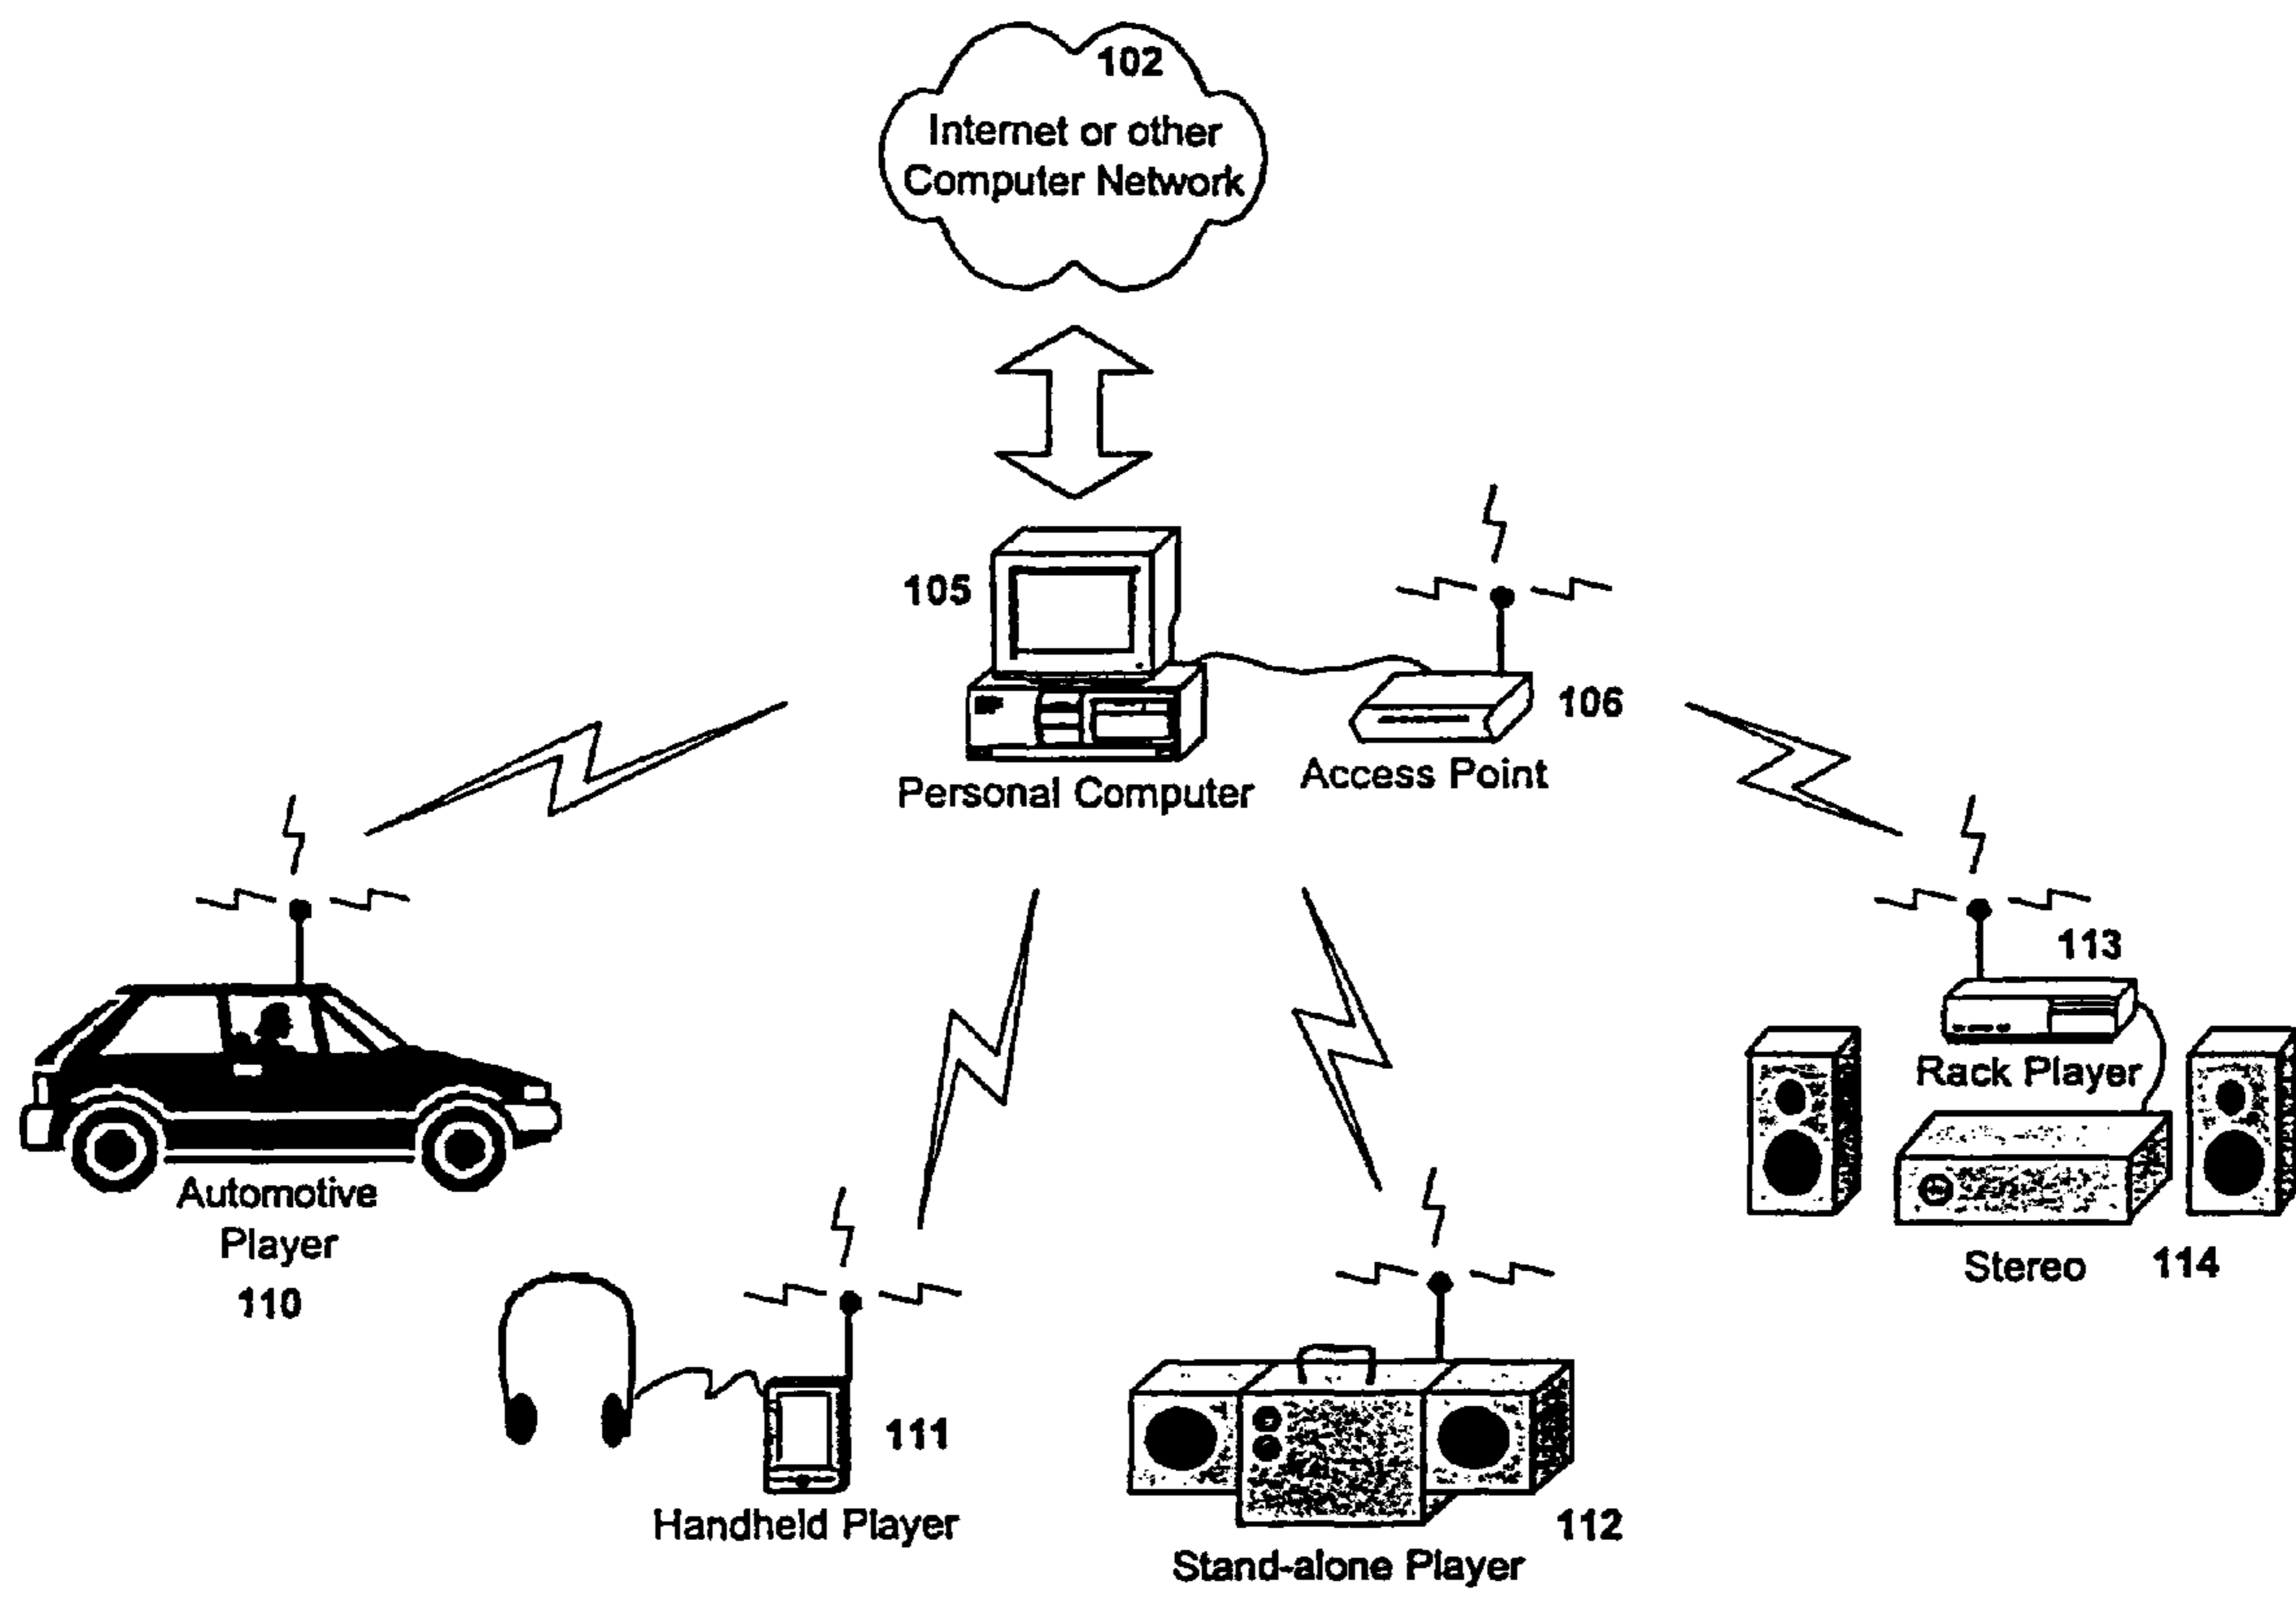 102
Internet or other
Computer Network
105
106
Personal Computer
Access Point
113
Rack Player
Automotive
Player
110
Stereo
114
111
Handheld Player
112
Stand-alone Player